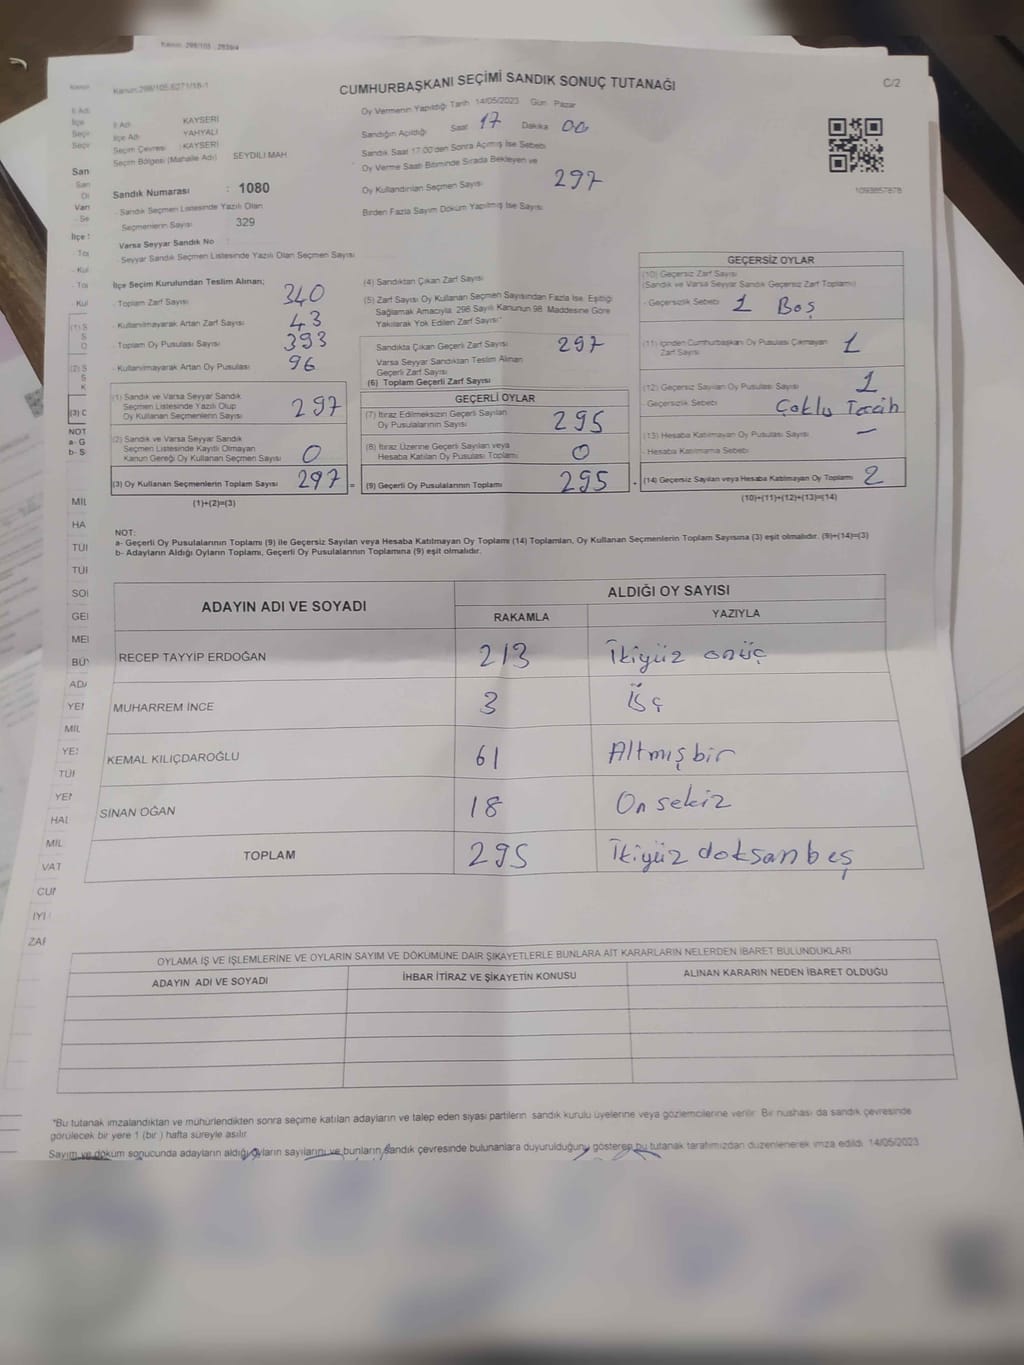 Kanun: 298/105, 2839/4
Kanun:298/105,6271/18-1
CUMHURBAŞKANI SEÇİMİ SANDIK SONUÇ TUTANAĞI
C/2
İl Adı : KAYSERİ
İlçe Adı : YAHYALI
Seçim Çevresi : KAYSERİ
Seçim Bölgesi (Mahalle Adı) SEYDİLİ MAH
Sandık Numarası : 1080
- Sandık Seçmen Listesinde Yazılı Olan
Seçmenlerin Sayısı 329
Varsa Seyyar Sandık No :
- Seyyar Sandık Seçmen Listesinde Yazılı Olan Seçmen Sayısı
Oy Vermenin Yapıldığı Tarih 14/05/2023 Gün Pazar
Sandığın Açıldığı Saat 17 Dakika 00
Sandık Saat 17:00'den Sonra Açılmış İse Sebebi
Oy Verme Saati Bitiminde Sırada Bekleyen ve
Oy Kullandırılan Seçmen Sayısı 297
Birden Fazla Sayım Döküm Yapılmış İse Sayısı
1093857878
İlçe Seçim Kurulundan Teslim Alınan;
- Toplam Zarf Sayısı 340
- Kullanılmayarak Artan Zarf Sayısı 43
- Toplam Oy Pusulası Sayısı 393
- Kullanılmayarak Artan Oy Pusulası 96
(1) Sandık ve Varsa Seyyar Sandık
Seçmen Listesinde Yazılı Olup
Oy Kullanan Seçmenlerin Sayısı 297
(2) Sandık ve Varsa Seyyar Sandık
Seçmen Listesinde Kayıtlı Olmayan
Kanun Gereği Oy Kullanan Seçmen Sayısı 0
(3) Oy Kullanan Seçmenlerin Toplam Sayısı 297 =
(1)+(2)=(3)
(4) Sandıktan Çıkan Zarf Sayısı
(5) Zarf Sayısı Oy Kullanan Seçmen Sayısından Fazla İse, Eşitliği
Sağlamak Amacıyla, 298 Sayılı Kanunun 98. Maddesine Göre
Yakılarak Yok Edilen Zarf Sayısı
Sandıkta Çıkan Geçerli Zarf Sayısı 297
Varsa Seyyar Sandıktan Teslim Alınan
Geçerli Zarf Sayısı
(6) Toplam Geçerli Zarf Sayısı
GEÇERLİ OYLAR
(7) İtiraz Edilmeksizin Geçerli Sayılan
Oy Pusulasının Sayısı 295
(8) İtiraz Üzerine Geçerli Sayılan veya
Hesaba Katılan Oy Pusulası Toplamı 0
(9) Geçerli Oy Pusulalarının Toplamı 295
GEÇERSİZ OYLAR
(10) Geçersiz Zarf Sayısı
(Sandık ve Varsa Seyyar Sandık Geçersiz Zarf Toplamı)
- Geçersizlik Sebebi 1 Boş
(11) İçinden Cumhurbaşkanı Oy Pusulası Çıkmayan
Zarf Sayısı 1
(12) Geçersiz Sayılan Oy Pusulası Sayısı 1
- Geçersizlik Sebebi Çoklu Tercih
(13) Hesaba Katılmayan Oy Pusulası Sayısı —
- Hesaba Katılmama Sebebi
(14) Geçersiz Sayılan veya Hesaba Katılmayan Oy Toplamı 2
(10)+(11)+(12)+(13)=(14)
NOT:
a- Geçerli Oy Pusulalarının Toplamı (9) ile Geçersiz Sayılan veya Hesaba Katılmayan Oy Toplamı (14) Toplamları, Oy Kullanan Seçmenlerin Toplam Sayısına (3) eşit olmalıdır. (9)+(14)=(3)
b- Adayların Aldığı Oyların Toplamı, Geçerli Oy Pusulalarının Toplamına (9) eşit olmalıdır.
ADAYIN ADI VE SOYADI
ALDIĞI OY SAYISI
RAKAMLA YAZIYLA
RECEP TAYYİP ERDOĞAN 213 İkiyüz onüç
MUHARREM İNCE 3 Üç
KEMAL KILIÇDAROĞLU 61 Altmışbir
SİNAN OĞAN 18 On sekiz
TOPLAM 295 İkiyüz doksanbeş
OYLAMA İŞ VE İŞLEMLERİNE VE OYLARIN SAYIM VE DÖKÜMÜNE DAİR ŞİKAYETLERLE BUNLARA AİT KARARLARIN NELERDEN İBARET BULUNDUKLARI
ADAYIN ADI VE SOYADI İHBAR İTİRAZ VE ŞİKAYETİN KONUSU ALINAN KARARIN NEDEN İBARET OLDUĞU
*Bu tutanak imzalandıktan ve mühürlendikten sonra seçime katılan adayların ve talep eden siyasi partilerin sandık kurulu üyelerine veya gözlemcilerine verilir. Bir nushası da sandık çevresinde
görülecek bir yere 1 (bir ) hafta süreyle asılır.
Sayım ve döküm sonucunda adayların aldığı oyların sayılarını ve bunların sandık çevresinde bulunanlara duyurulduğunu gösteren bu tutanak tarafımızdan düzenlenerek imza edildi. 14/05/2023